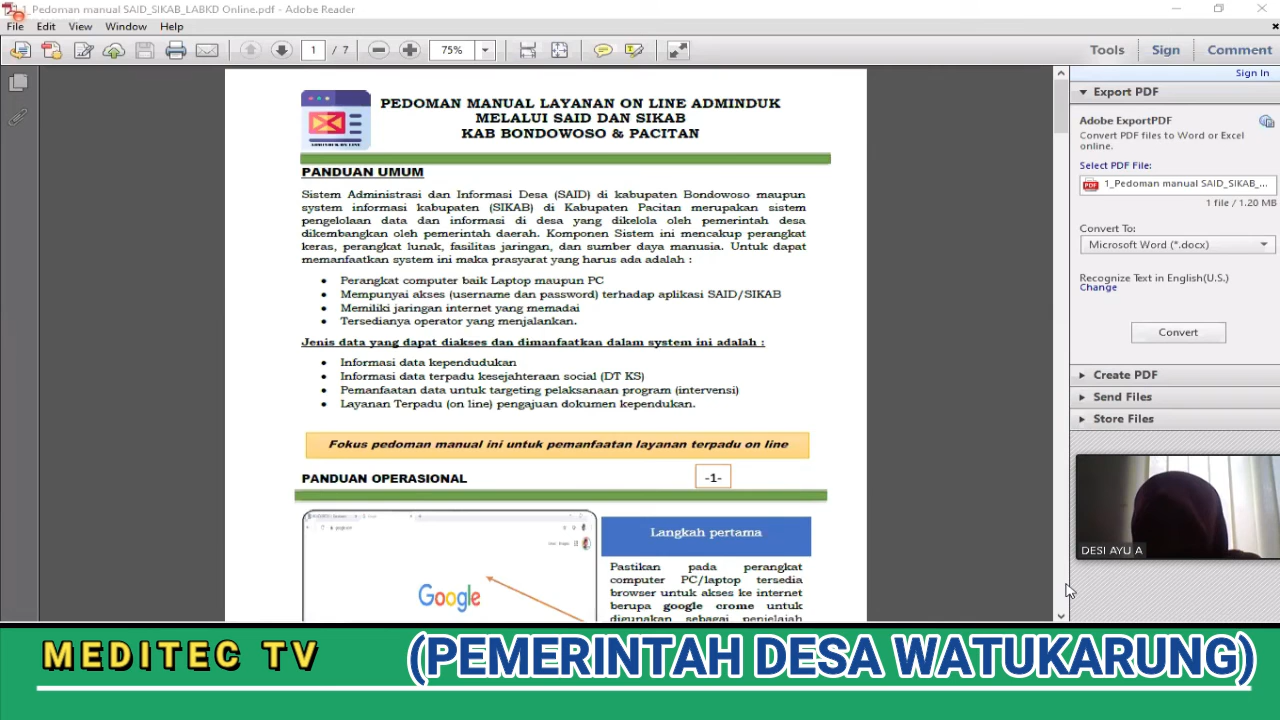 1_Pedoman manual SAID_SIKAB_LABKD Online.pdf - Adobe Reader
File Edit View Window Help
1 / 7 75% Tools Sign Comment
Sign In
Export PDF
Adobe ExportPDF
Convert PDF files to Word or Excel
online.
Select PDF File:
1_Pedoman manual SAID_SIKAB_...
1 file / 1.20 MB
Convert To:
Microsoft Word (*.docx)
Recognize Text in English(U.S.)
Change
Convert
Create PDF
Send Files
Store Files
DESI AYU A
PEDOMAN MANUAL LAYANAN ON LINE ADMINDUK
MELALUI SAID DAN SIKAB
KAB BONDOWOSO & PACITAN
PANDUAN UMUM
Sistem Administrasi dan Informasi Desa (SAID) di kabupaten Bondowoso maupun
system informasi kabupaten (SIKAB) di Kabupaten Pacitan merupakan sistem
pengelolaan data dan informasi di desa yang dikelola oleh pemerintah desa
dikembangkan oleh pemerintah daerah. Komponen Sistem ini mencakup perangkat
keras, perangkat lunak, fasilitas jaringan, dan sumber daya manusia. Untuk dapat
memanfaatkan system ini maka prasyarat yang harus ada adalah :
• Perangkat computer baik Laptop maupun PC
• Mempunyai akses (username dan password) terhadap aplikasi SAID/SIKAB
• Memiliki jaringan internet yang memadai
• Tersedianya operator yang menjalankan.
Jenis data yang dapat diakses dan dimanfaatkan dalam system ini adalah :
• Informasi data kependudukan
• Informasi data terpadu kesejahteraan social (DT KS)
• Pemanfaatan data untuk targeting pelaksanaan program (intervensi)
• Layanan Terpadu (on line) pengajuan dokumen kependukan.
Fokus pedoman manual ini untuk pemanfaatan layanan terpadu on line
PANDUAN OPERASIONAL
-1-
Google
Langkah pertama
Pastikan pada perangkat
computer PC/laptop tersedia
browser untuk akses ke internet
berupa google crome untuk
digunakan sebagai penjelajah
MEDITEC TV
(PEMERINTAH DESA WATUKARUNG)